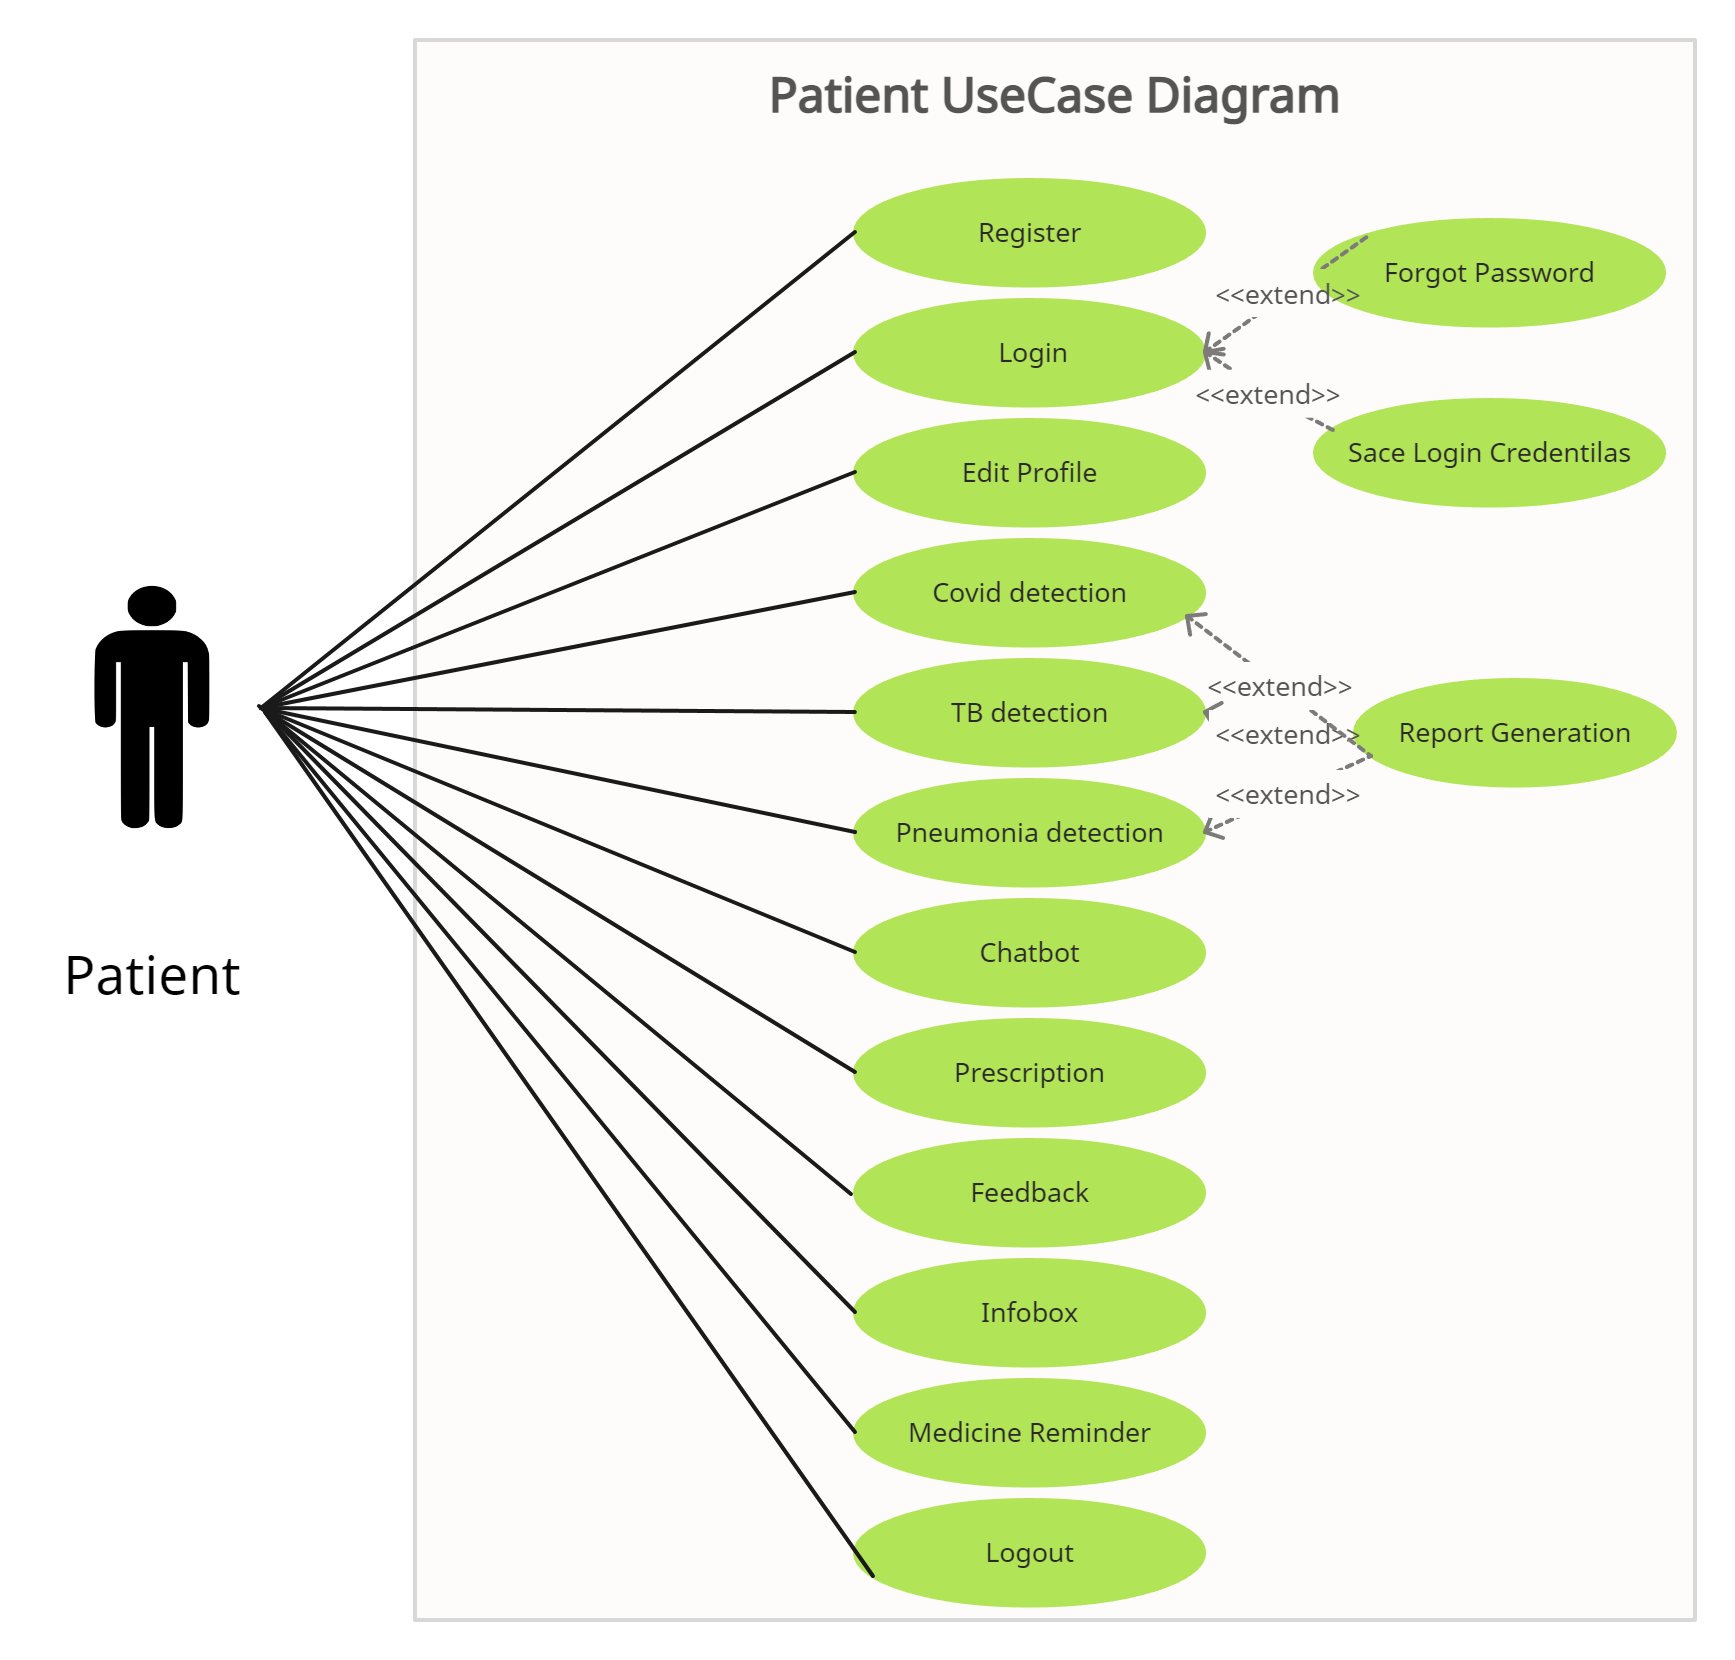 Patient UseCase Diagram
Register
Forgot Password
<<extend>>
Login
<<extend>>
Sace Login Credentilas
Edit Profile
Covid detection
<<extend>>
TB detection
<<extend>>
Report Generation
<<extend>>
Pneumonia detection
Chatbot
Patient
Prescription
Feedback
Infobox
Medicine Reminder
Logout